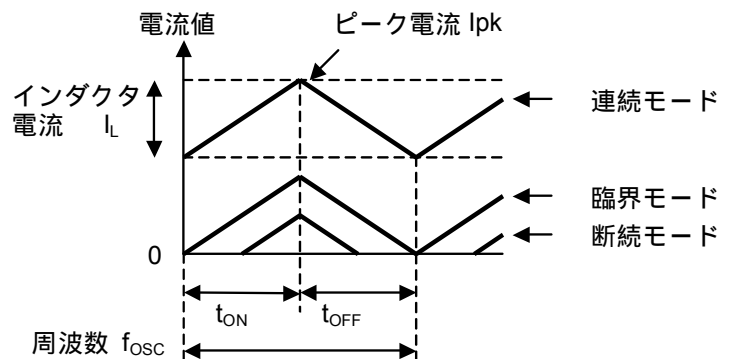 電流値
ピーク電流 Ipk
インダクタ
電流 IL
連続モード
臨界モード
断続モード
0
tON
tOFF
周波数 fOSC